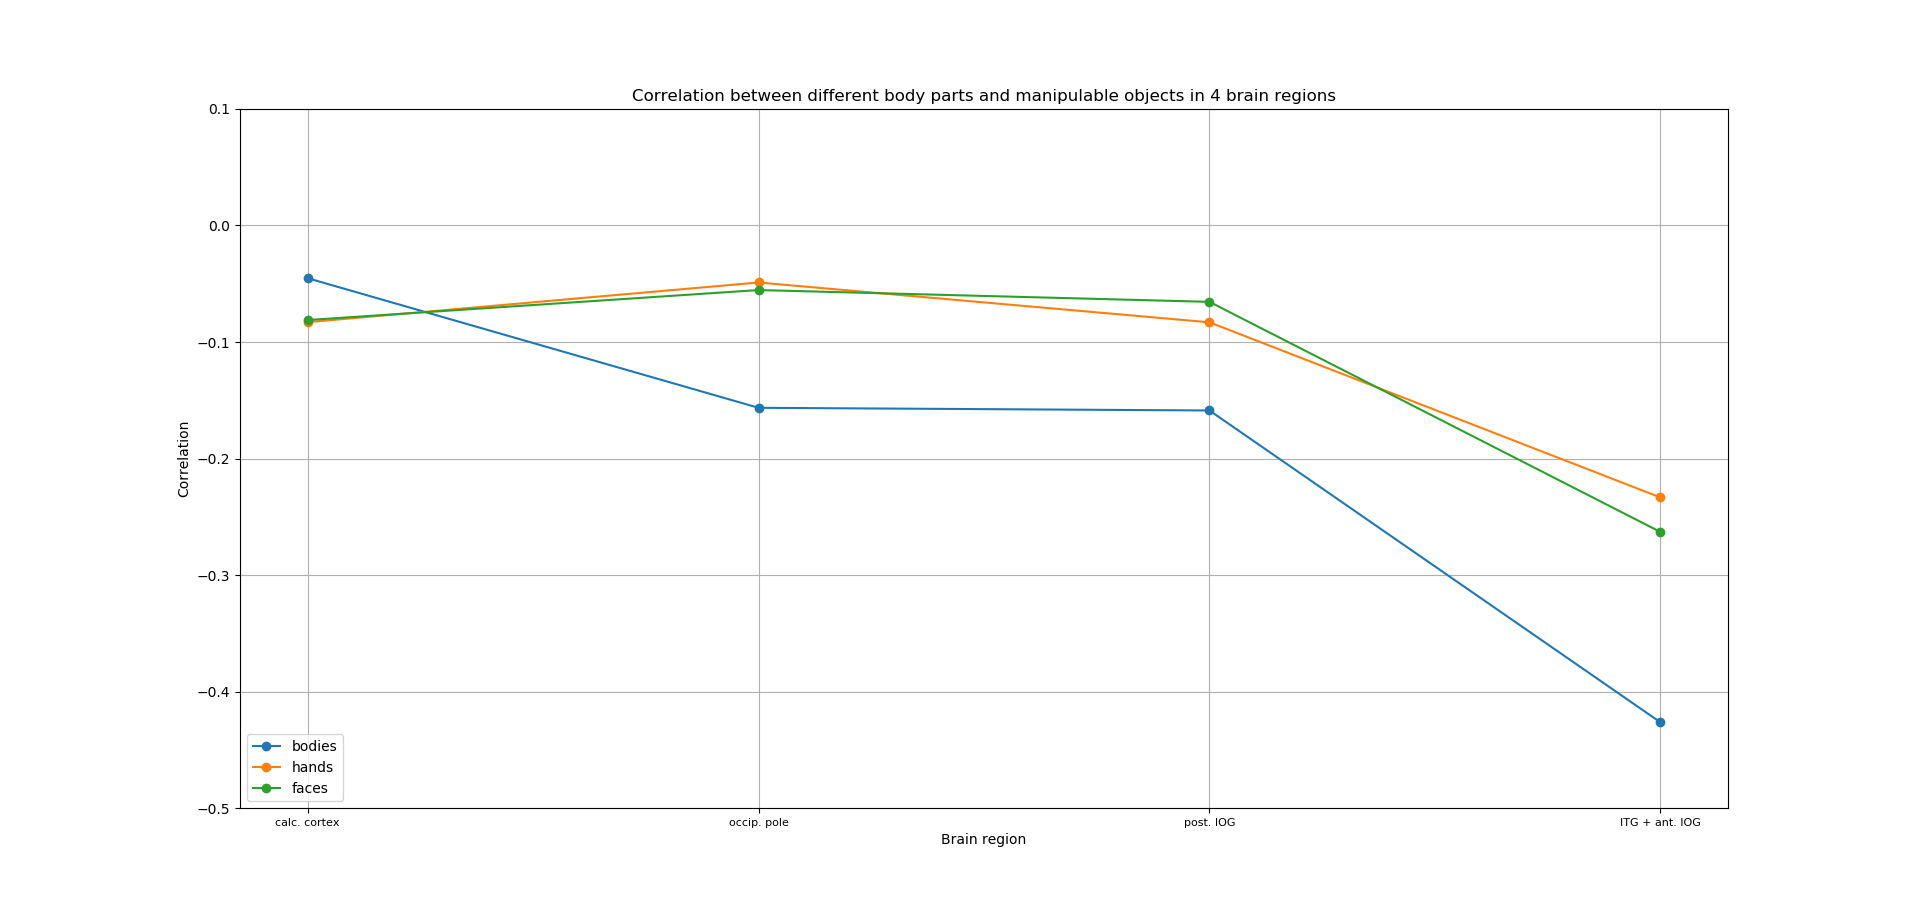 Correlation between different body parts and manipulable objects in 4 brain regions
0.1
0.0
−0.1
−0.2
−0.3
−0.4
−0.5
Correlation
bodies
hands
faces
calc. cortex
occip. pole
post. IOG
ITG + ant. IOG
Brain region